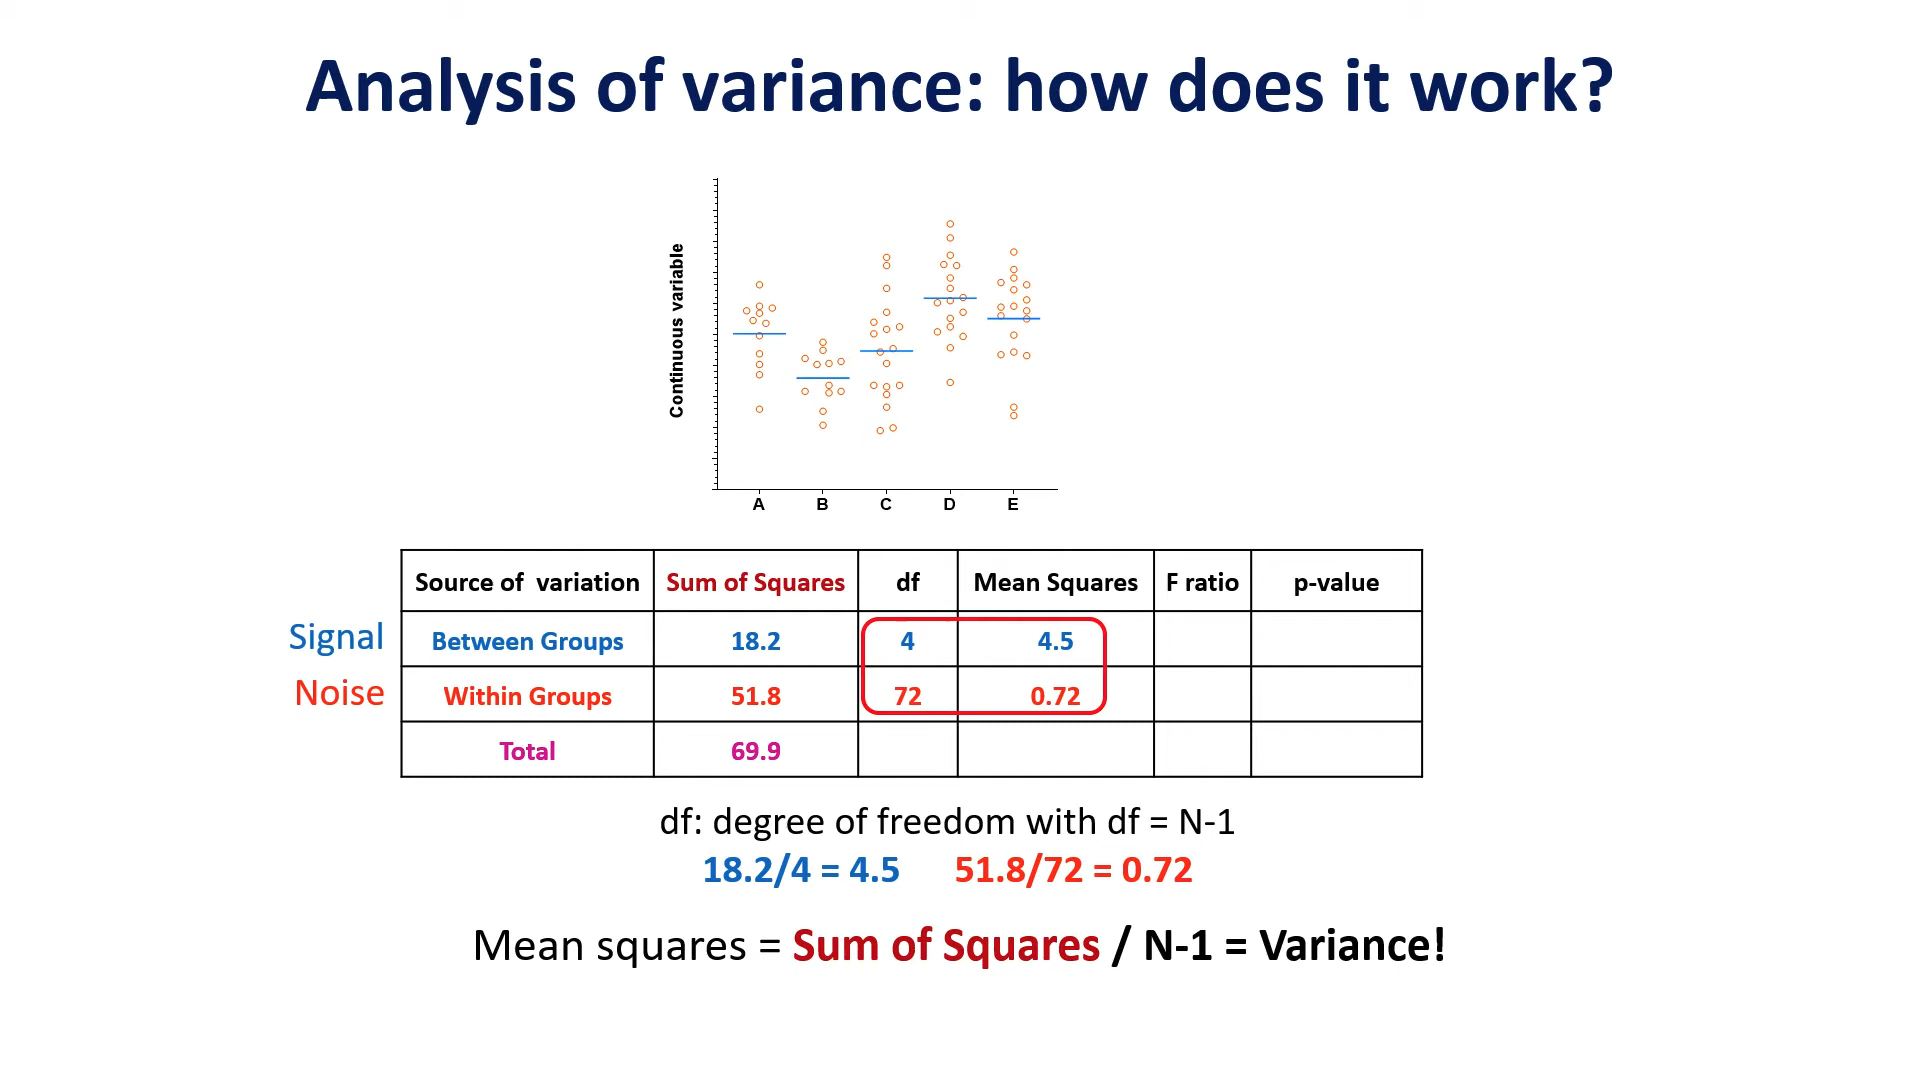 Analysis of variance: how does it work?
Continuous variable
A B C D E
Source of variation Sum of Squares df Mean Squares F ratio p-value
Signal Between Groups 18.2 4 4.5
Noise Within Groups 51.8 72 0.72
Total 69.9
df: degree of freedom with df = N-1
18.2/4 = 4.5 51.8/72 = 0.72
Mean squares = Sum of Squares / N-1 = Variance!